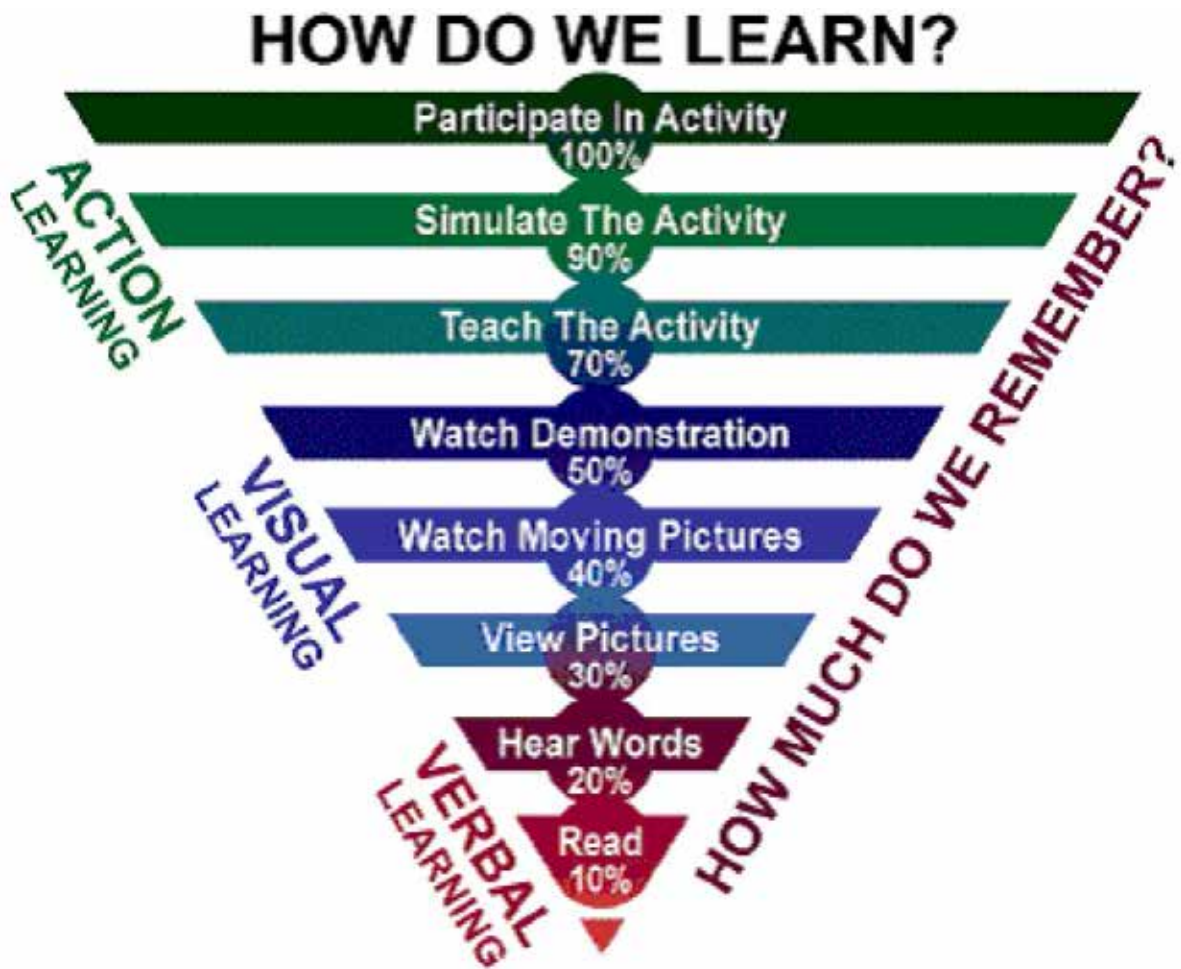 HOW DO WE LEARN?
Participate In Activity
100%
Simulate The Activity
90%
Teach The Activity
70%
Watch Demonstration
50%
Watch Moving Pictures
40%
View Pictures
30%
Hear Words
20%
Read
10%
ACTION
LEARNING
VISUAL
LEARNING
VERBAL
LEARNING
HOW MUCH DO WE REMEMBER?